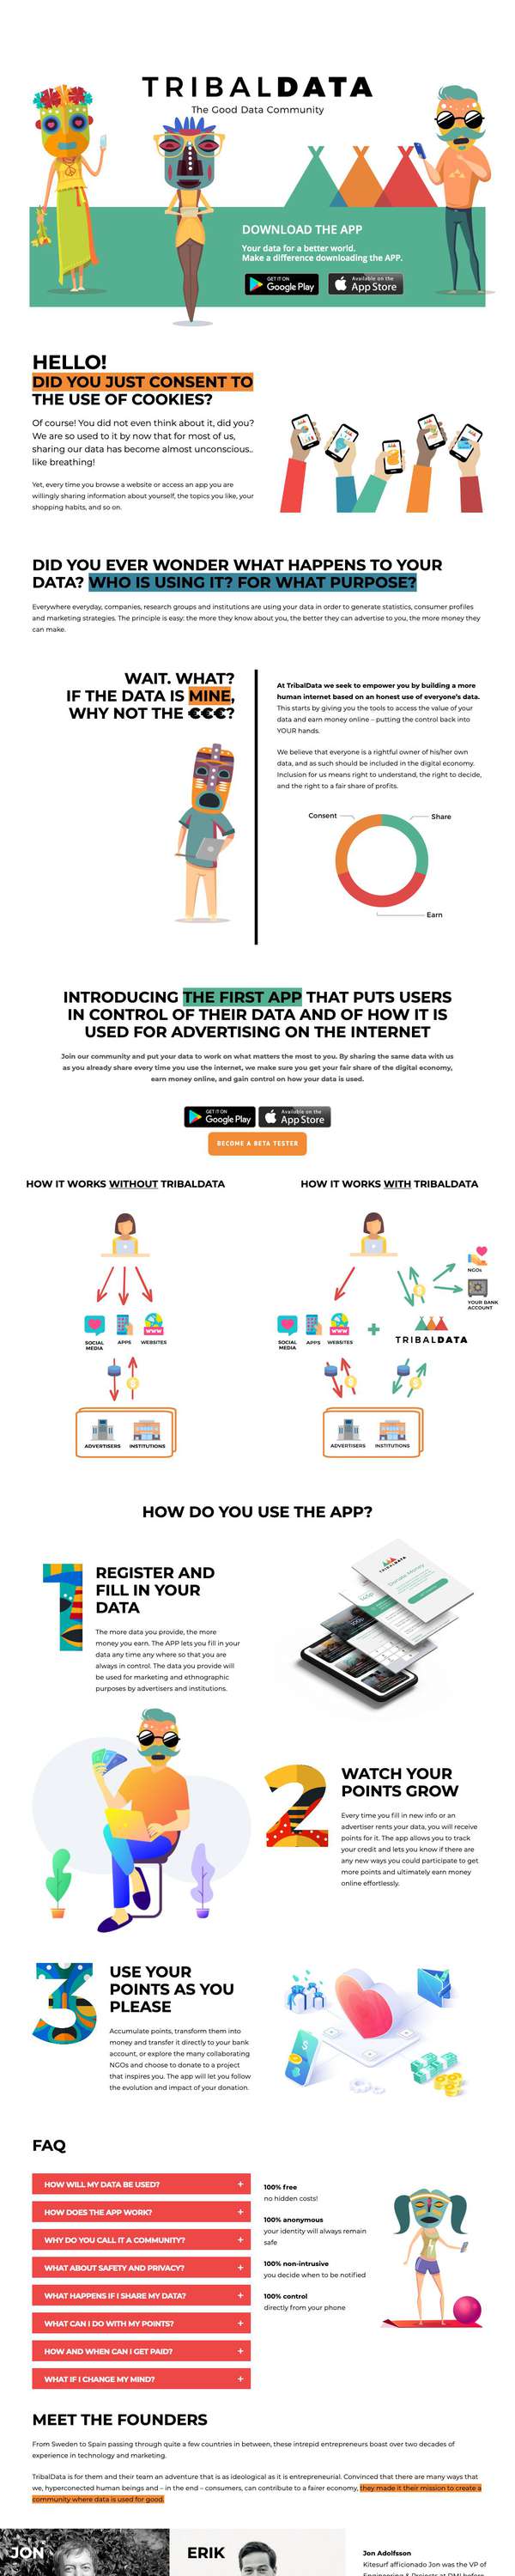 TRIBALDATA
The Good Data Community
DOWNLOAD THE APP
Your data for a better world.
Make a difference downloading the APP.
GET IT ON
Google Play
Available on the
App Store
HELLO!
DID YOU JUST CONSENT TO
THE USE OF COOKIES?
Of course! You did not even think about it, did you?
We are so used to it by now that for most of us,
sharing our data has become almost unconscious..
like breathing!
Yet, every time you browse a website or access an app you are
willingly sharing information about yourself, the topics you like, your
shopping habits, and so on.
DID YOU EVER WONDER WHAT HAPPENS TO YOUR
DATA? WHO IS USING IT? FOR WHAT PURPOSE?
Everywhere everyday, companies, research groups and institutions are using your data in order to generate statistics, consumer profiles
and marketing strategies. The principle is easy: the more they know about you, the better they can advertise to you, the more money they
can make.
WAIT. WHAT?
IF THE DATA IS MINE,
WHY NOT THE €€€?
At TribalData we seek to empower you by building a more
human internet based on an honest use of everyone's data.
This starts by giving you the tools to access the value of your
data and earn money online – putting the control back into
YOUR hands.
We believe that everyone is a rightful owner of his/her own
data, and as such should be included in the digital economy.
Inclusion for us means right to understand, the right to decide,
and the right to a fair share of profits.
Consent
Share
Earn
INTRODUCING THE FIRST APP THAT PUTS USERS
IN CONTROL OF THEIR DATA AND OF HOW IT IS
USED FOR ADVERTISING ON THE INTERNET
Join our community and put your data to work on what matters the most to you. By sharing the same data with us
as you already share every time you use the internet, we make sure you get your fair share of the digital economy,
earn money online, and gain control on how your data is used.
GET IT ON
Google Play
Available on the
App Store
BECOME A BETA TESTER
HOW IT WORKS WITHOUT TRIBALDATA
SOCIAL
MEDIA
APPS
WEBSITES
ADVERTISERS
INSTITUTIONS
HOW IT WORKS WITH TRIBALDATA
NGOs
YOUR BANK
ACCOUNT
SOCIAL
MEDIA
APPS
WEBSITES
+
TRIBALDATA
ADVERTISERS
INSTITUTIONS
HOW DO YOU USE THE APP?
1
REGISTER AND
FILL IN YOUR
DATA
The more data you provide, the more
money you earn. The APP lets you fill in your
data any time any where so that you are
always in control. The data you provide will
be used for marketing and ethnographic
purposes by advertisers and institutions.
TRIBALDATA
Donate Money
2
WATCH YOUR
POINTS GROW
Every time you fill in new info or an
advertiser rents your data, you will receive
points for it. The app allows you to track
your credit and lets you know if there are
any new ways you could participate to get
more points and ultimately earn money
online effortlessly.
3
USE YOUR
POINTS AS YOU
PLEASE
Accumulate points, transform them into
money and transfer it directly to your bank
account, or explore the many collaborating
NGOs and choose to donate to a project
that inspires you. The app will let you follow
the evolution and impact of your donation.
FAQ
HOW WILL MY DATA BE USED? +
HOW DOES THE APP WORK? +
WHY DO YOU CALL IT A COMMUNITY? +
WHAT ABOUT SAFETY AND PRIVACY? +
WHAT HAPPENS IF I SHARE MY DATA? +
WHAT CAN I DO WITH MY POINTS? +
HOW AND WHEN CAN I GET PAID? +
WHAT IF I CHANGE MY MIND? +
100% free
no hidden costs!
100% anonymous
your identity will always remain
safe
100% non-intrusive
you decide when to be notified
100% control
directly from your phone
MEET THE FOUNDERS
From Sweden to Spain passing through quite a few countries in between, these intrepid entrepreneurs boast over two decades of
experience in technology and marketing.
TribalData is for them and their team an adventure that is as ideological as it is entrepreneurial. Convinced that there are many ways that
we, hyperconnected human beings and – in the end – consumers, can contribute to a fairer economy, they made it their mission to create a
community where data is used for good.
JON
ERIK
Jon Adolfsson
Kitesurf afficionado Jon was the VP of
Engineering & Projects at DMI before